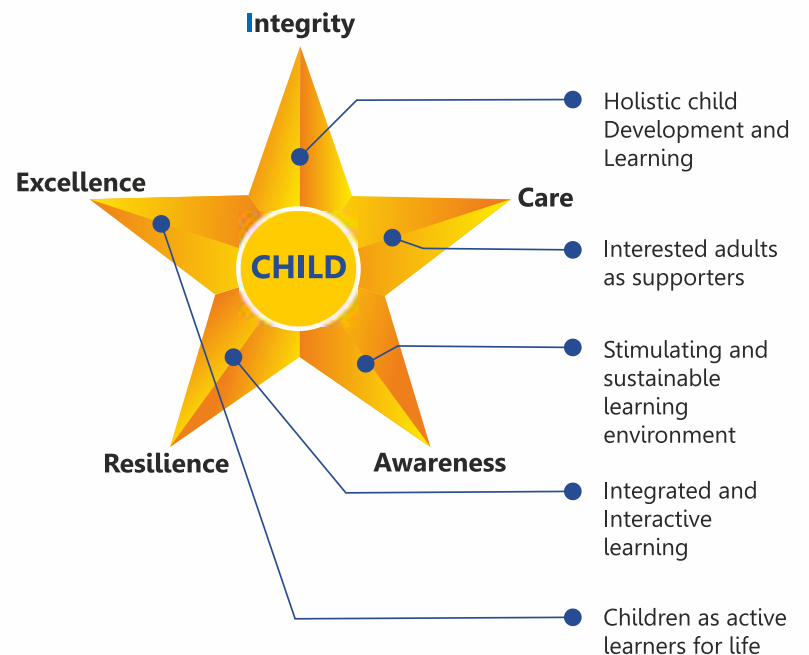 Integrity
Excellence
Care
CHILD
Resilience
Awareness
Holistic child
Development and
Learning
Interested adults
as supporters
Stimulating and
sustainable
learning
environment
Integrated and
Interactive
learning
Children as active
learners for life